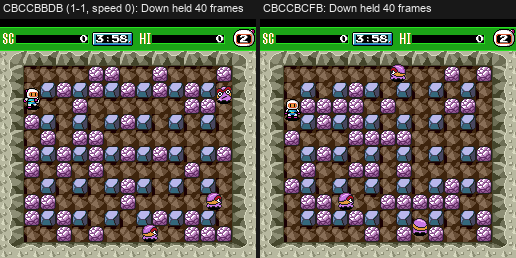 CBCCBBDB (1-1, speed 0): Down held 40 frames
CBCCBCFB: Down held 40 frames
SC 0 3:58 HI 0 2
SC 0 3:58 HI 0 2